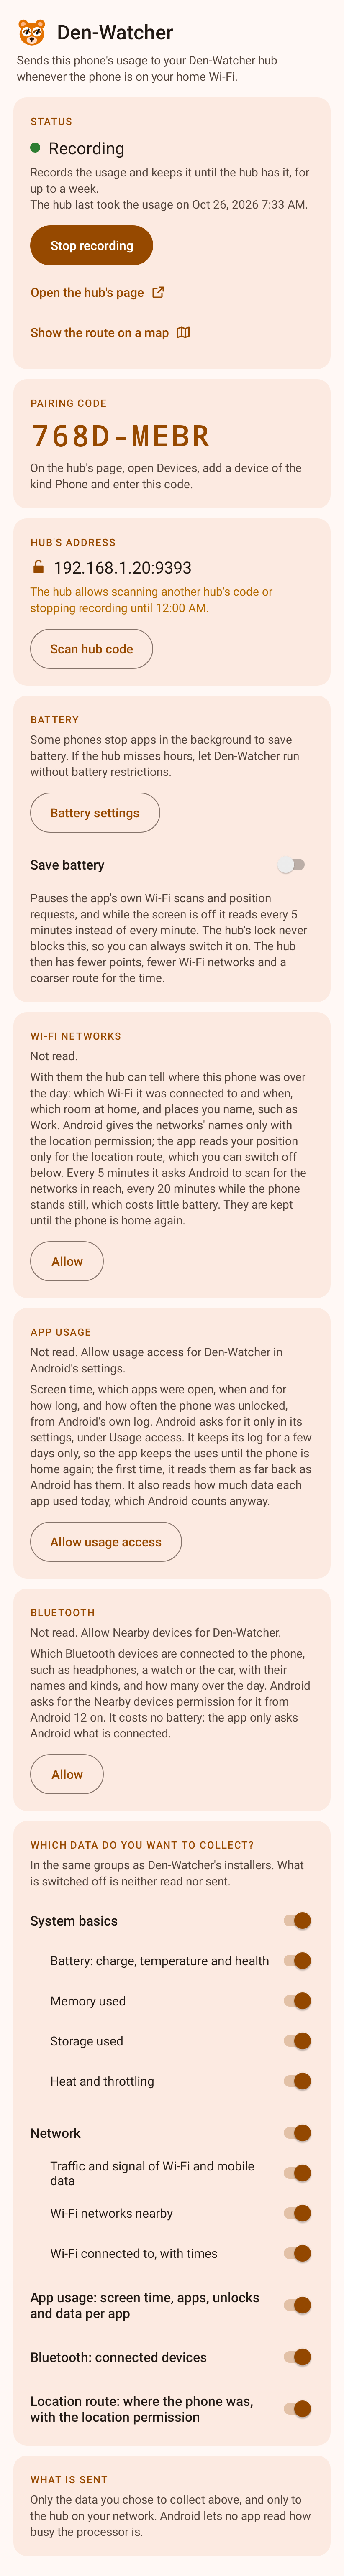 Den-Watcher
Sends this phone's usage to your Den-Watcher hub
whenever the phone is on your home Wi-Fi.
STATUS
Recording
Records the usage and keeps it until the hub has it, for
up to a week.
The hub last took the usage on Oct 26, 2026 7:33 AM.
Stop recording
Open the hub's page
Show the route on a map
PAIRING CODE
768D-MEBR
On the hub's page, open Devices, add a device of the
kind Phone and enter this code.
HUB'S ADDRESS
192.168.1.20:9393
The hub allows scanning another hub's code or
stopping recording until 12:00 AM.
Scan hub code
BATTERY
Some phones stop apps in the background to save
battery. If the hub misses hours, let Den-Watcher run
without battery restrictions.
Battery settings
Save battery
Pauses the app's own Wi-Fi scans and position
requests, and while the screen is off it reads every 5
minutes instead of every minute. The hub's lock never
blocks this, so you can always switch it on. The hub
then has fewer points, fewer Wi-Fi networks and a
coarser route for the time.
WI-FI NETWORKS
Not read.
With them the hub can tell where this phone was over
the day: which Wi-Fi it was connected to and when,
which room at home, and places you name, such as
Work. Android gives the networks' names only with
the location permission; the app reads your position
only for the location route, which you can switch off
below. Every 5 minutes it asks Android to scan for the
networks in reach, every 20 minutes while the phone
stands still, which costs little battery. They are kept
until the phone is home again.
Allow
APP USAGE
Not read. Allow usage access for Den-Watcher in
Android's settings.
Screen time, which apps were open, when and for
how long, and how often the phone was unlocked,
from Android's own log. Android asks for it only in its
settings, under Usage access. It keeps its log for a few
days only, so the app keeps the uses until the phone is
home again; the first time, it reads them as far back as
Android has them. It also reads how much data each
app used today, which Android counts anyway.
Allow usage access
BLUETOOTH
Not read. Allow Nearby devices for Den-Watcher.
Which Bluetooth devices are connected to the phone,
such as headphones, a watch or the car, with their
names and kinds, and how many over the day. Android
asks for the Nearby devices permission for it from
Android 12 on. It costs no battery: the app only asks
Android what is connected.
Allow
WHICH DATA DO YOU WANT TO COLLECT?
In the same groups as Den-Watcher's installers. What
is switched off is neither read nor sent.
System basics
Battery: charge, temperature and health
Memory used
Storage used
Heat and throttling
Network
Traffic and signal of Wi-Fi and mobile
data
Wi-Fi networks nearby
Wi-Fi connected to, with times
App usage: screen time, apps, unlocks
and data per app
Bluetooth: connected devices
Location route: where the phone was,
with the location permission
WHAT IS SENT
Only the data you chose to collect above, and only to
the hub on your network. Android lets no app read how
busy the processor is.